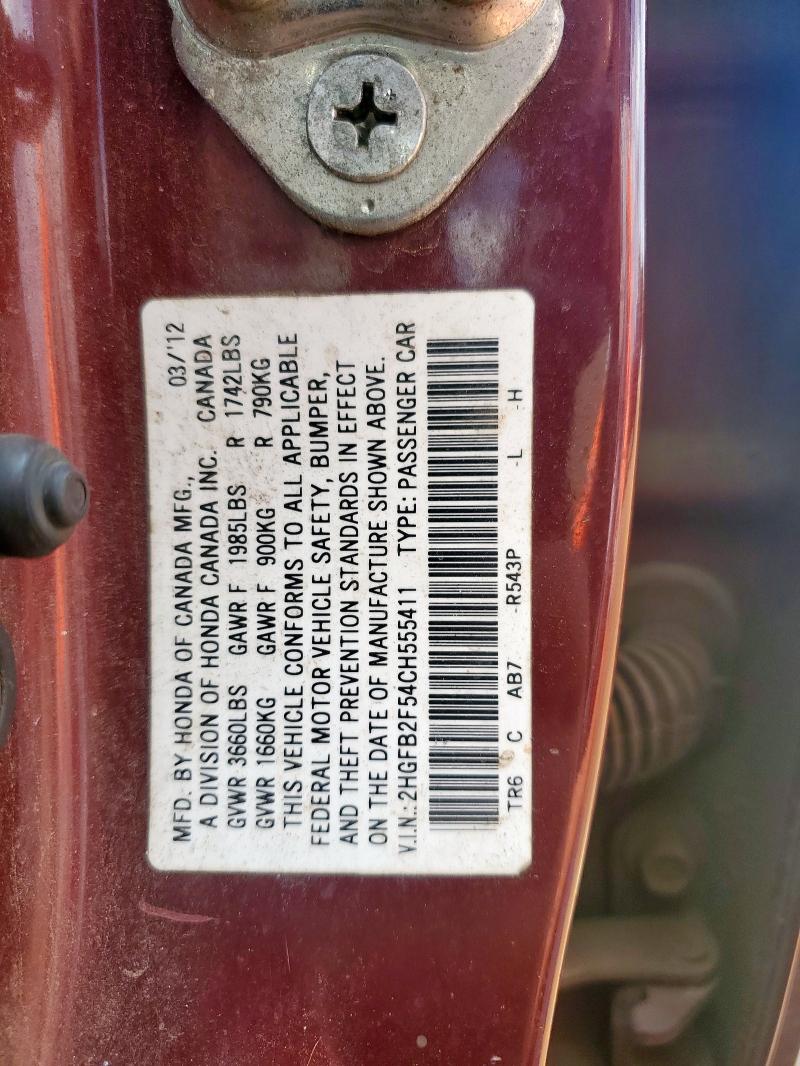 MFD. BY HONDA OF CANADA MFG., 03/'12
A DIVISION OF HONDA CANADA INC. CANADA
GVWR 3660LBS GAWR F 1985LBS R 1742LBS
GVWR 1660KG GAWR F 900KG R 790KG
THIS VEHICLE CONFORMS TO ALL APPLICABLE
FEDERAL MOTOR VEHICLE SAFETY, BUMPER,
AND THEFT PREVENTION STANDARDS IN EFFECT
ON THE DATE OF MANUFACTURE SHOWN ABOVE.
V.I.N.: 2HGFB2F54CH555411 TYPE: PASSENGER CAR
TR6 C AB7 -R543P -L -H